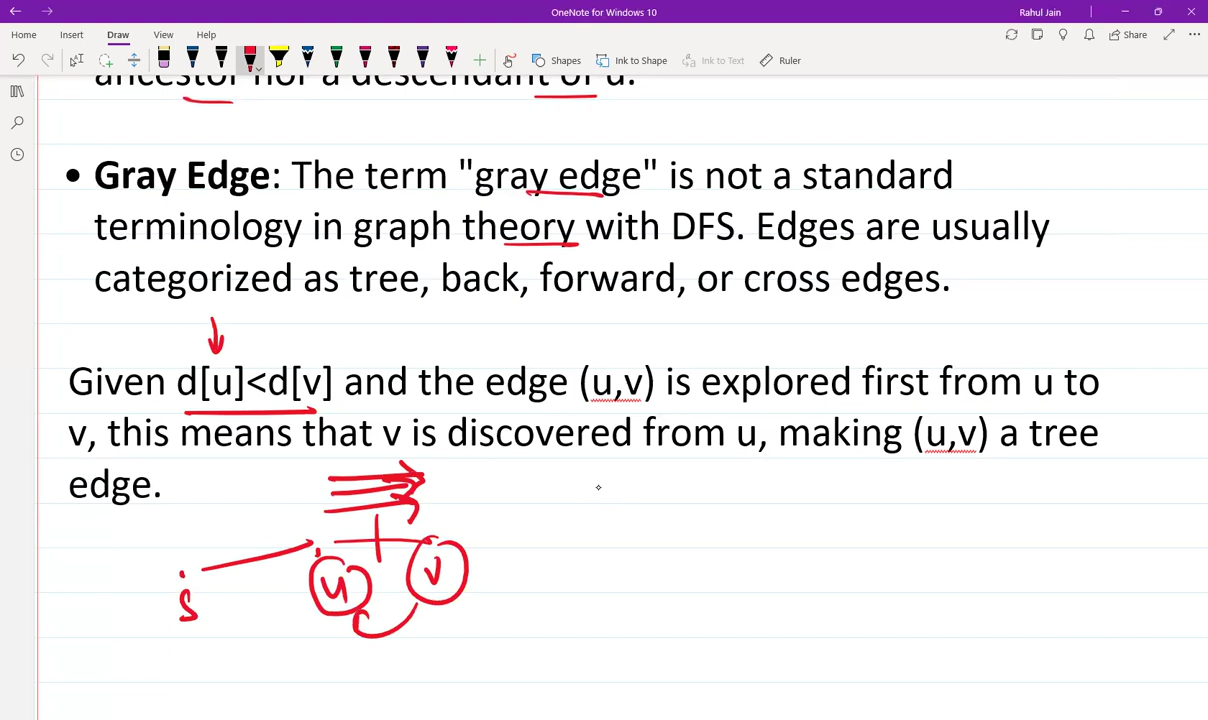 OneNote for Windows 10
Rahul Jain
Home Insert Draw View Help
Share
Shapes Ink to Shape Ink to Text Ruler
ancestor nor a descendant of u.
• Gray Edge: The term "gray edge" is not a standard
terminology in graph theory with DFS. Edges are usually
categorized as tree, back, forward, or cross edges.
Given d[u]<d[v] and the edge (u,v) is explored first from u to
v, this means that v is discovered from u, making (u,v) a tree
edge.
u v
s